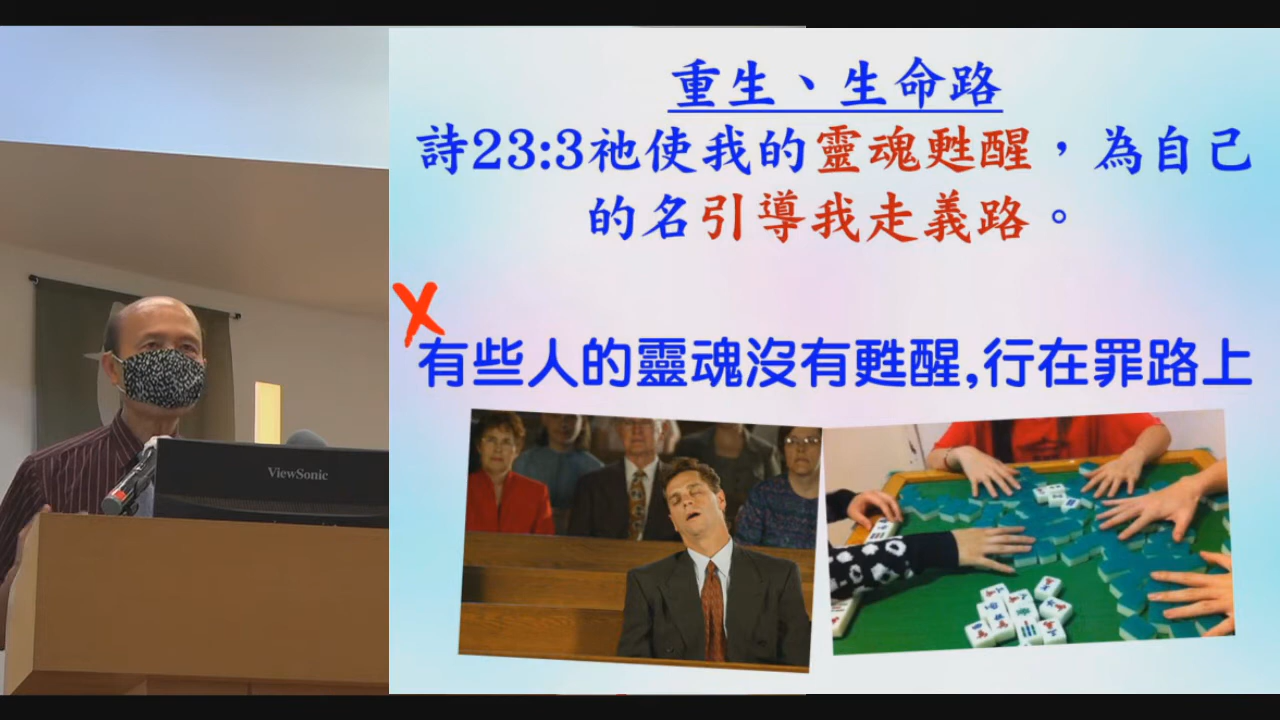 重生、生命路
詩23:3祂使我的靈魂甦醒，為自己
的名引導我走義路。
X
有些人的靈魂沒有甦醒,行在罪路上
ViewSonic